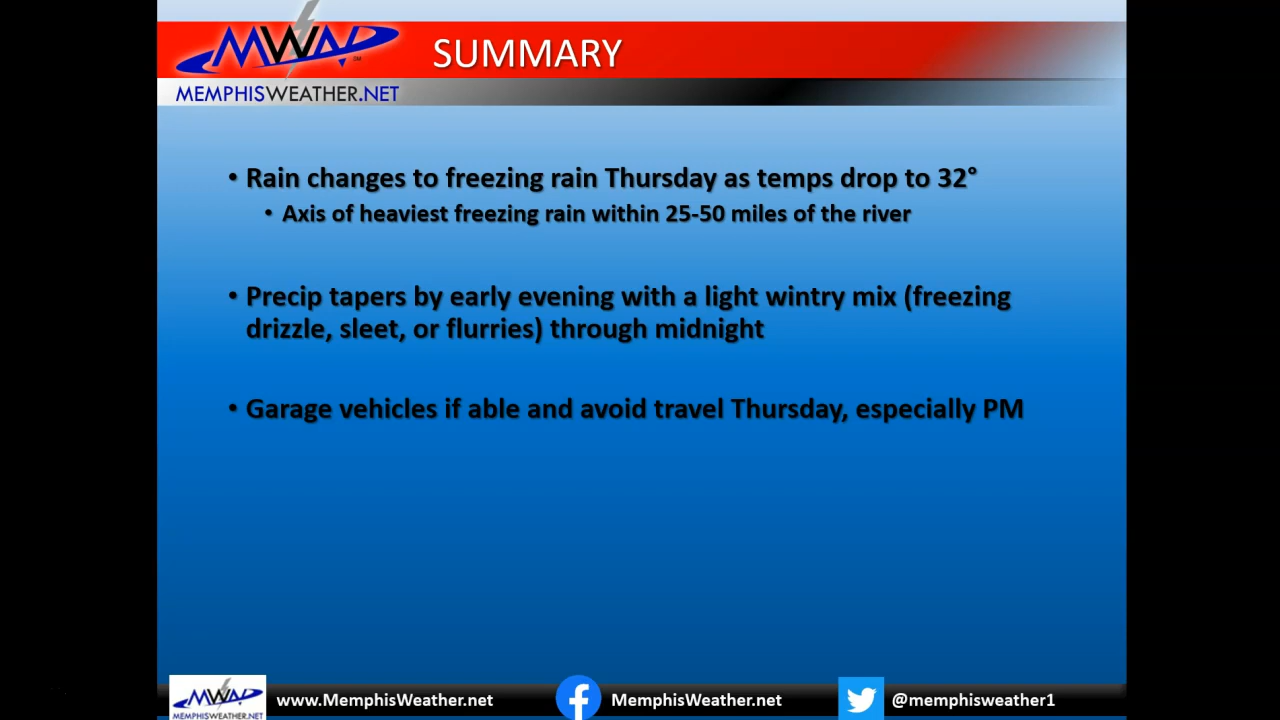 MWN SM
SUMMARY
MEMPHISWEATHER.NET
• Rain changes to freezing rain Thursday as temps drop to 32°
• Axis of heaviest freezing rain within 25-50 miles of the river
• Precip tapers by early evening with a light wintry mix (freezing
drizzle, sleet, or flurries) through midnight
• Garage vehicles if able and avoid travel Thursday, especially PM
MWN
MEMPHISWEATHER.NET
www.MemphisWeather.net
MemphisWeather.net
@memphisweather1